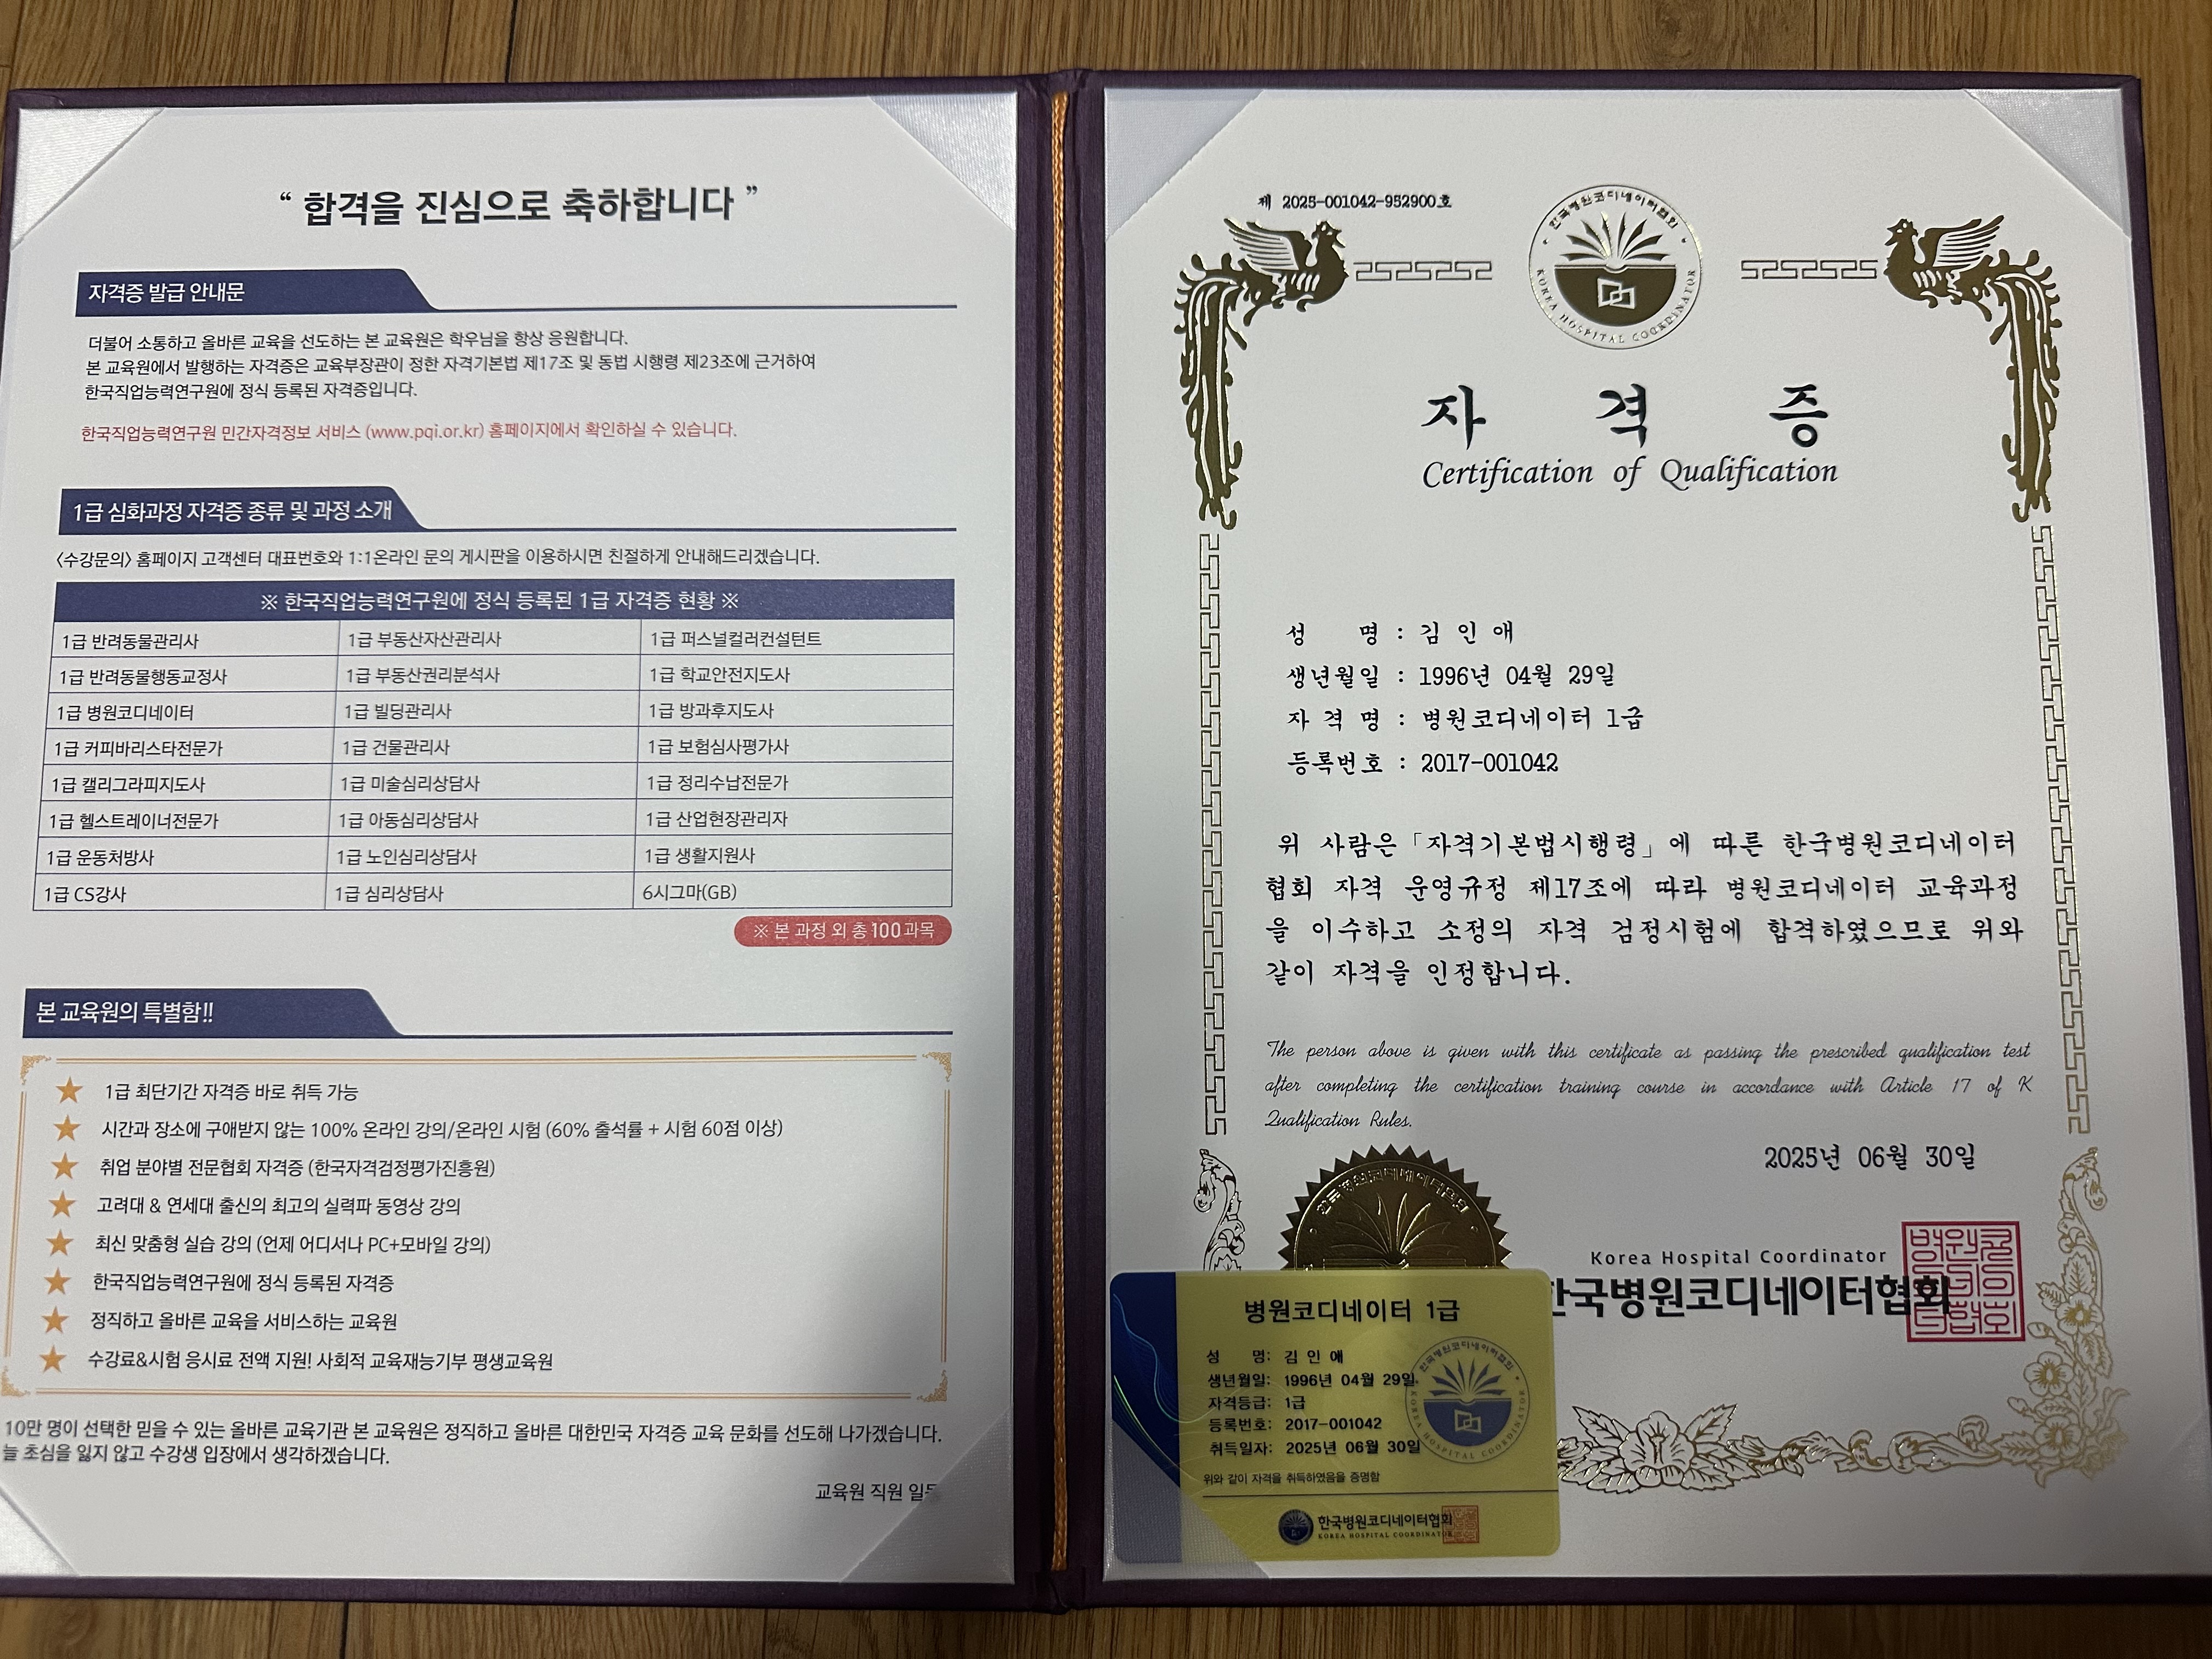 “ 합격을 진심으로 축하합니다 ”
자격증 발급 안내문
더불어 소통하고 올바른 교육을 선도하는 본 교육원은 학우님을 항상 응원합니다.
본 교육원에서 발행하는 자격증은 교육부장관이 정한 자격기본법 제17조 및 동법 시행령 제23조에 근거하여
한국직업능력연구원에 정식 등록된 자격증입니다.
한국직업능력연구원 민간자격정보 서비스 (www.pqi.or.kr) 홈페이지에서 확인하실 수 있습니다.
1급 심화과정 자격증 종류 및 과정 소개
〈수강문의〉 홈페이지 고객센터 대표번호와 1:1온라인 문의 게시판을 이용하시면 친절하게 안내해드리겠습니다.
※ 한국직업능력연구원에 정식 등록된 1급 자격증 현황 ※
1급 반려동물관리사 1급 부동산자산관리사 1급 퍼스널컬러컨설턴트
1급 반려동물행동교정사 1급 부동산권리분석사 1급 학교안전지도사
1급 병원코디네이터 1급 빌딩관리사 1급 방과후지도사
1급 커피바리스타전문가 1급 건물관리사 1급 보험심사평가사
1급 캘리그라피지도사 1급 미술심리상담사 1급 정리수납전문가
1급 헬스트레이너전문가 1급 아동심리상담사 1급 산업현장관리자
1급 운동처방사 1급 노인심리상담사 1급 생활지원사
1급 CS강사 1급 심리상담사 6시그마(GB)
※ 본 과정 외 총 100과목
본 교육원의 특별함!!
★ 1급 최단기간 자격증 바로 취득 가능
★ 시간과 장소에 구애받지 않는 100% 온라인 강의/온라인 시험 (60% 출석률 + 시험 60점 이상)
★ 취업 분야별 전문협회 자격증 (한국자격검정평가진흥원)
★ 고려대 & 연세대 출신의 최고의 실력파 동영상 강의
★ 최신 맞춤형 실습 강의 (언제 어디서나 PC+모바일 강의)
★ 한국직업능력연구원에 정식 등록된 자격증
★ 정직하고 올바른 교육을 서비스하는 교육원
★ 수강료&시험 응시료 전액 지원! 사회적 교육재능기부 평생교육원
10만 명이 선택한 믿을 수 있는 올바른 교육기관 본 교육원은 정직하고 올바른 대한민국 자격증 교육 문화를 선도해 나가겠습니다.
늘 초심을 잃지 않고 수강생 입장에서 생각하겠습니다.
교육원 직원
제 2025-001042-952900호
한국병원코디네이터협회
KOREA HOSPITAL COORDINATOR
자 격 증
Certification of Qualification
성 명 : 김 인 애
생년월일 : 1996년 04월 29일
자 격 명 : 병원코디네이터 1급
등록번호 : 2017-001042
위 사람은 「자격기본법시행령」에 따른 한국병원코디네이터
협회 자격 운영규정 제17조에 따라 병원코디네이터 교육과정
을 이수하고 소정의 자격 검정시험에 합격하였으므로 위와
같이 자격을 인정합니다.
The person above is given with this certificate as passing the prescribed qualification test
after completing the certification training course in accordance with Article 17 of K
Qualification Rules.
2025년 06월 30일
한국병원코디네이터협회
Korea Hospital Coordinator
한국병원코디네이터협회
병원코디네이터 1급
성 명: 김 인 애
생년월일: 1996년 04월 29일
자격등급: 1급
등록번호: 2017-001042
취득일자: 2025년 06월 30일
위와 같이 자격을 취득하였음을 증명함
한국병원코디네이터협회
KOREA HOSPITAL COORDINATOR
한국병원코디네이터협회
KOREA HOSPITAL COORDINATOR